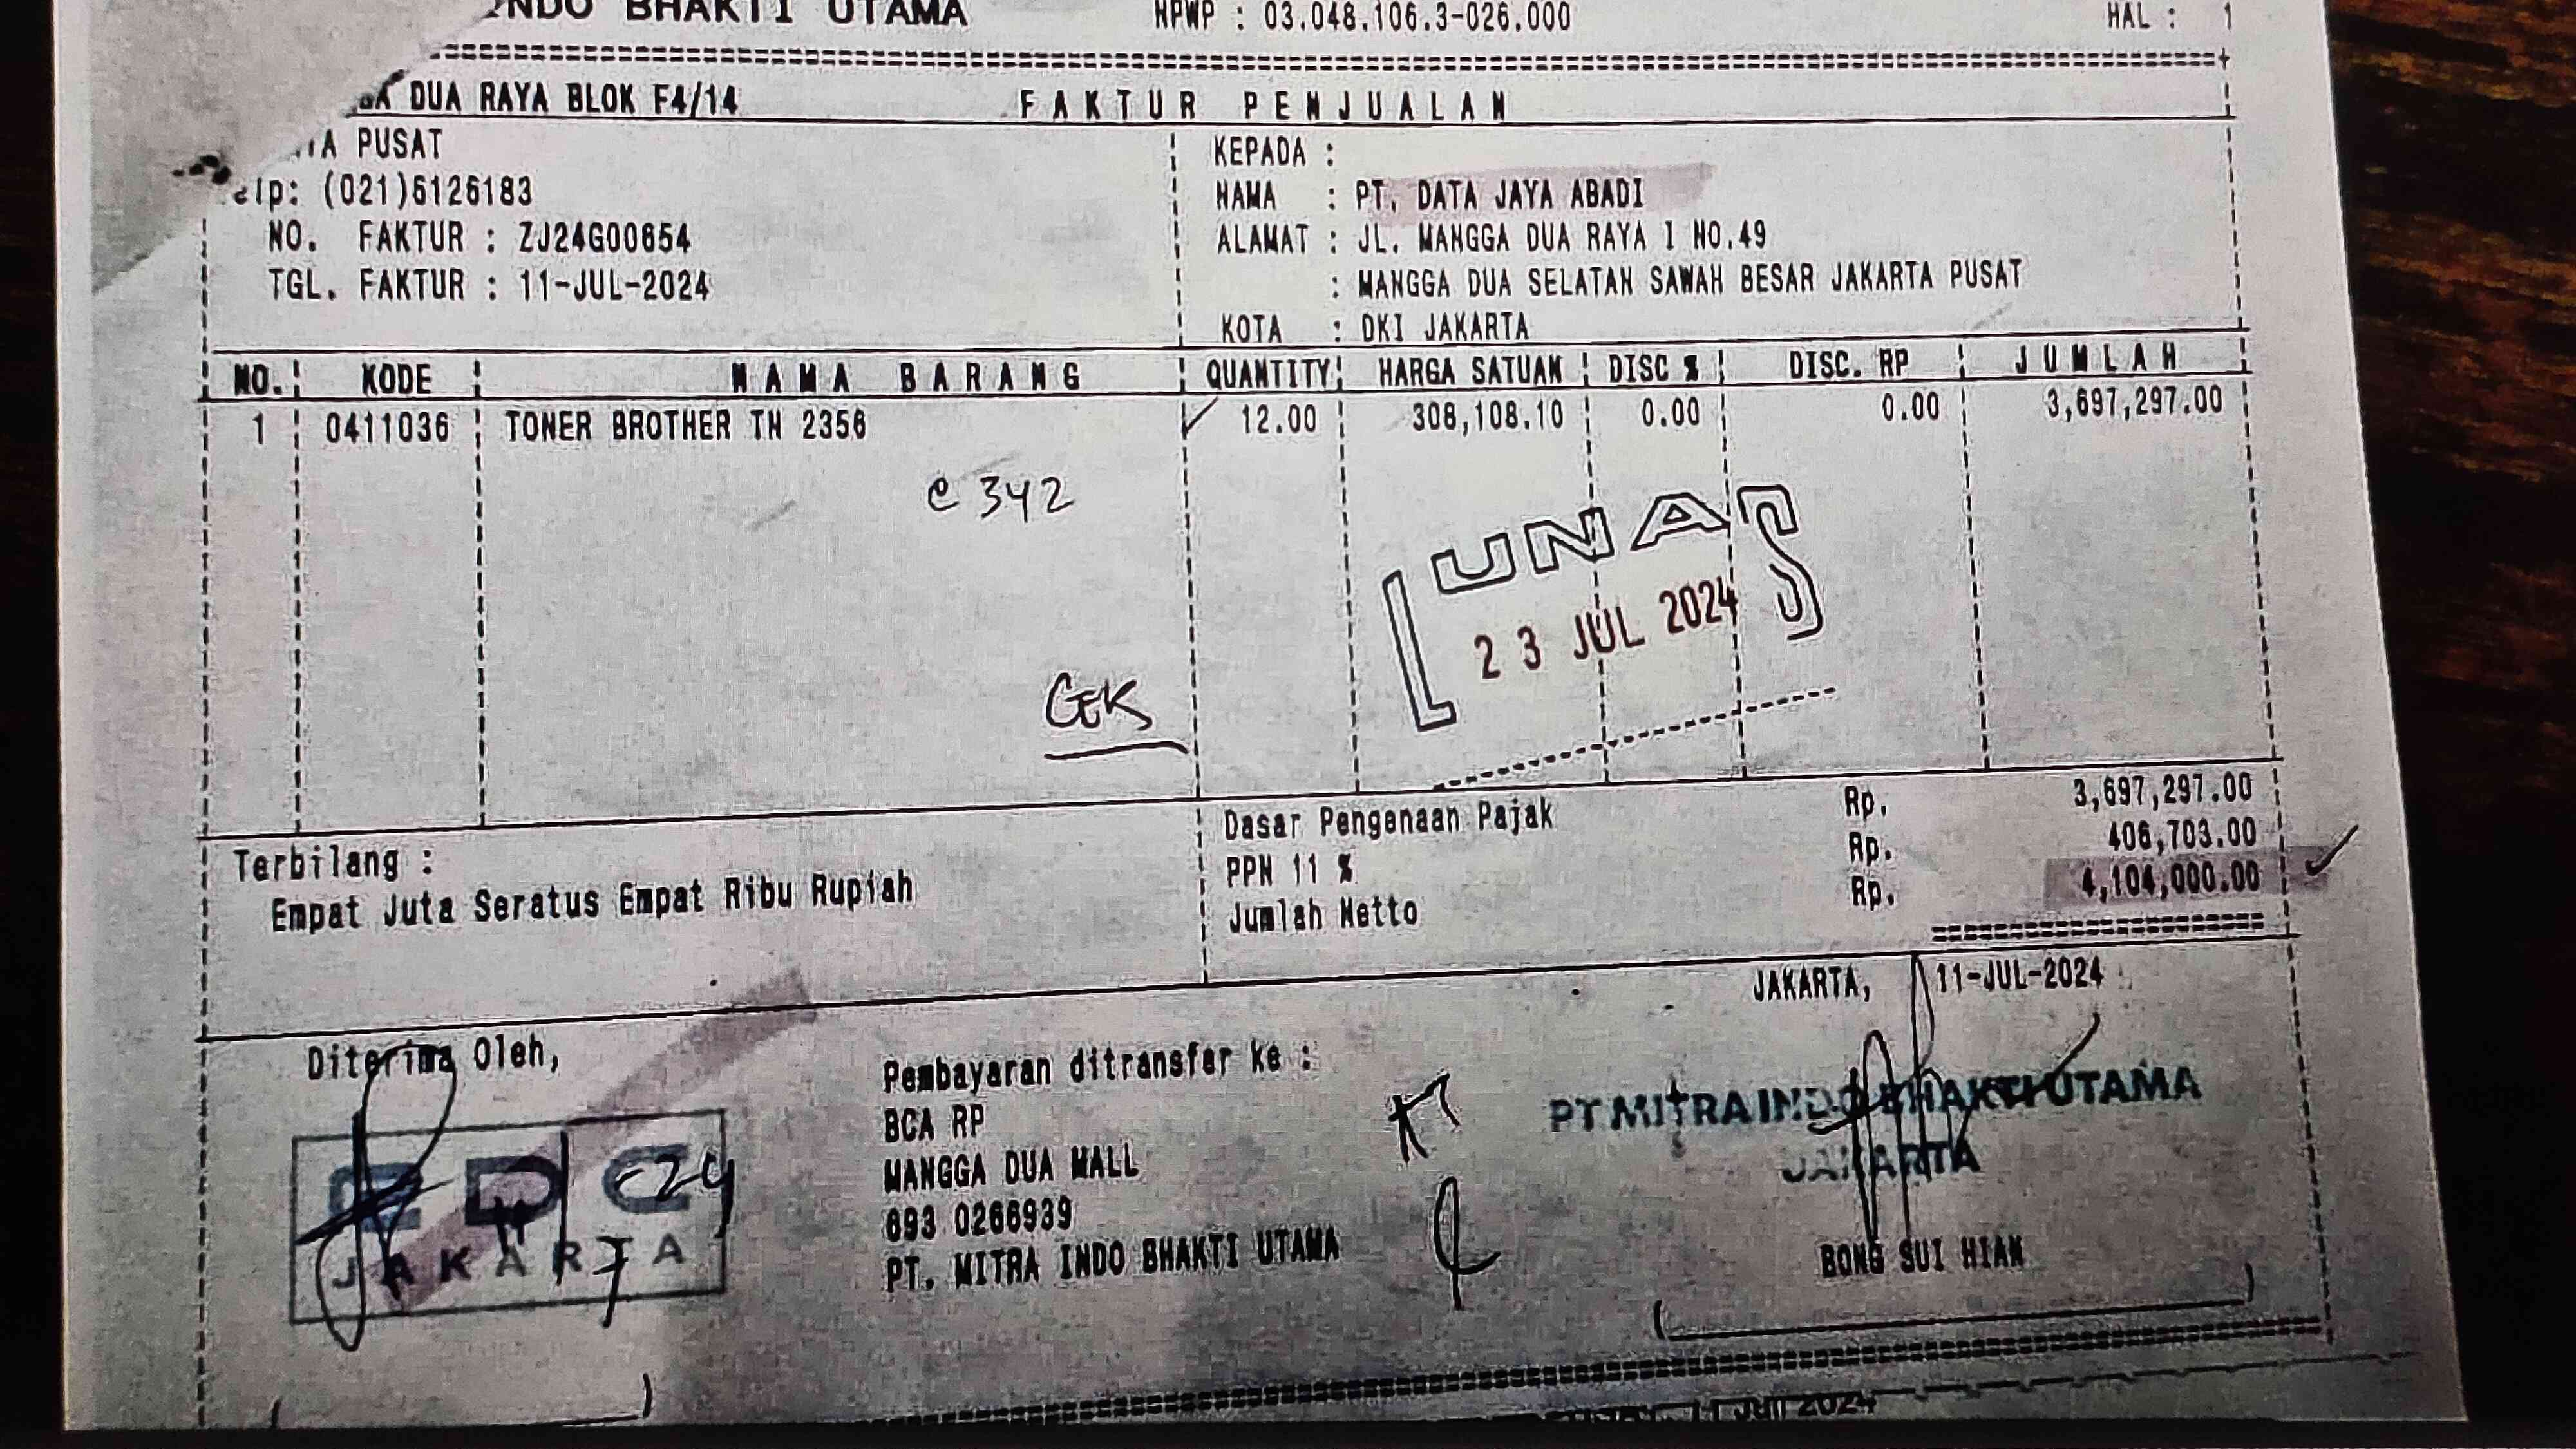 INDO BHAKTI UTAMA NPWP : 03.048.106.3-026.000 HAL : 1
DUA RAYA BLOK F4/14 FAKTUR PENJUALAN
PUSAT
(021)6126183
NO. FAKTUR : ZJ24G00654
TGL. FAKTUR : 11-JUL-2024
KEPADA :
NAMA : PT. DATA JAYA ABADI
ALAMAT : JL. MANGGA DUA RAYA I NO.49
: MANGGA DUA SELATAN SAWAH BESAR JAKARTA PUSAT
KOTA : DKI JAKARTA
NO. KODE NAMA BARANG QUANTITY HARGA SATUAN DISC % DISC. RP JUMLAH
1 0411036 TONER BROTHER TN 2356 12.00 308,108.10 0.00 0.00 3,697,297.00
@ 342
LUNAS
23 JUL 2024
CEK
Dasar Pengenaan Pajak Rp. 3,697,297.00
PPN 11 % Rp. 406,703.00
Jumlah Netto Rp. 4,104,000.00
Terbilang :
Empat Juta Seratus Empat Ribu Rupiah
JAKARTA, 11-JUL-2024
Diterima Oleh,
EDC
JAKARTA
Pembayaran ditransfer ke :
BCA RP
MANGGA DUA MALL
693 0266939
PT. MITRA INDO BHAKTI UTAMA
PT MITRA INDO BHAKTI UTAMA
JAKARTA
BONG SUI HIAN